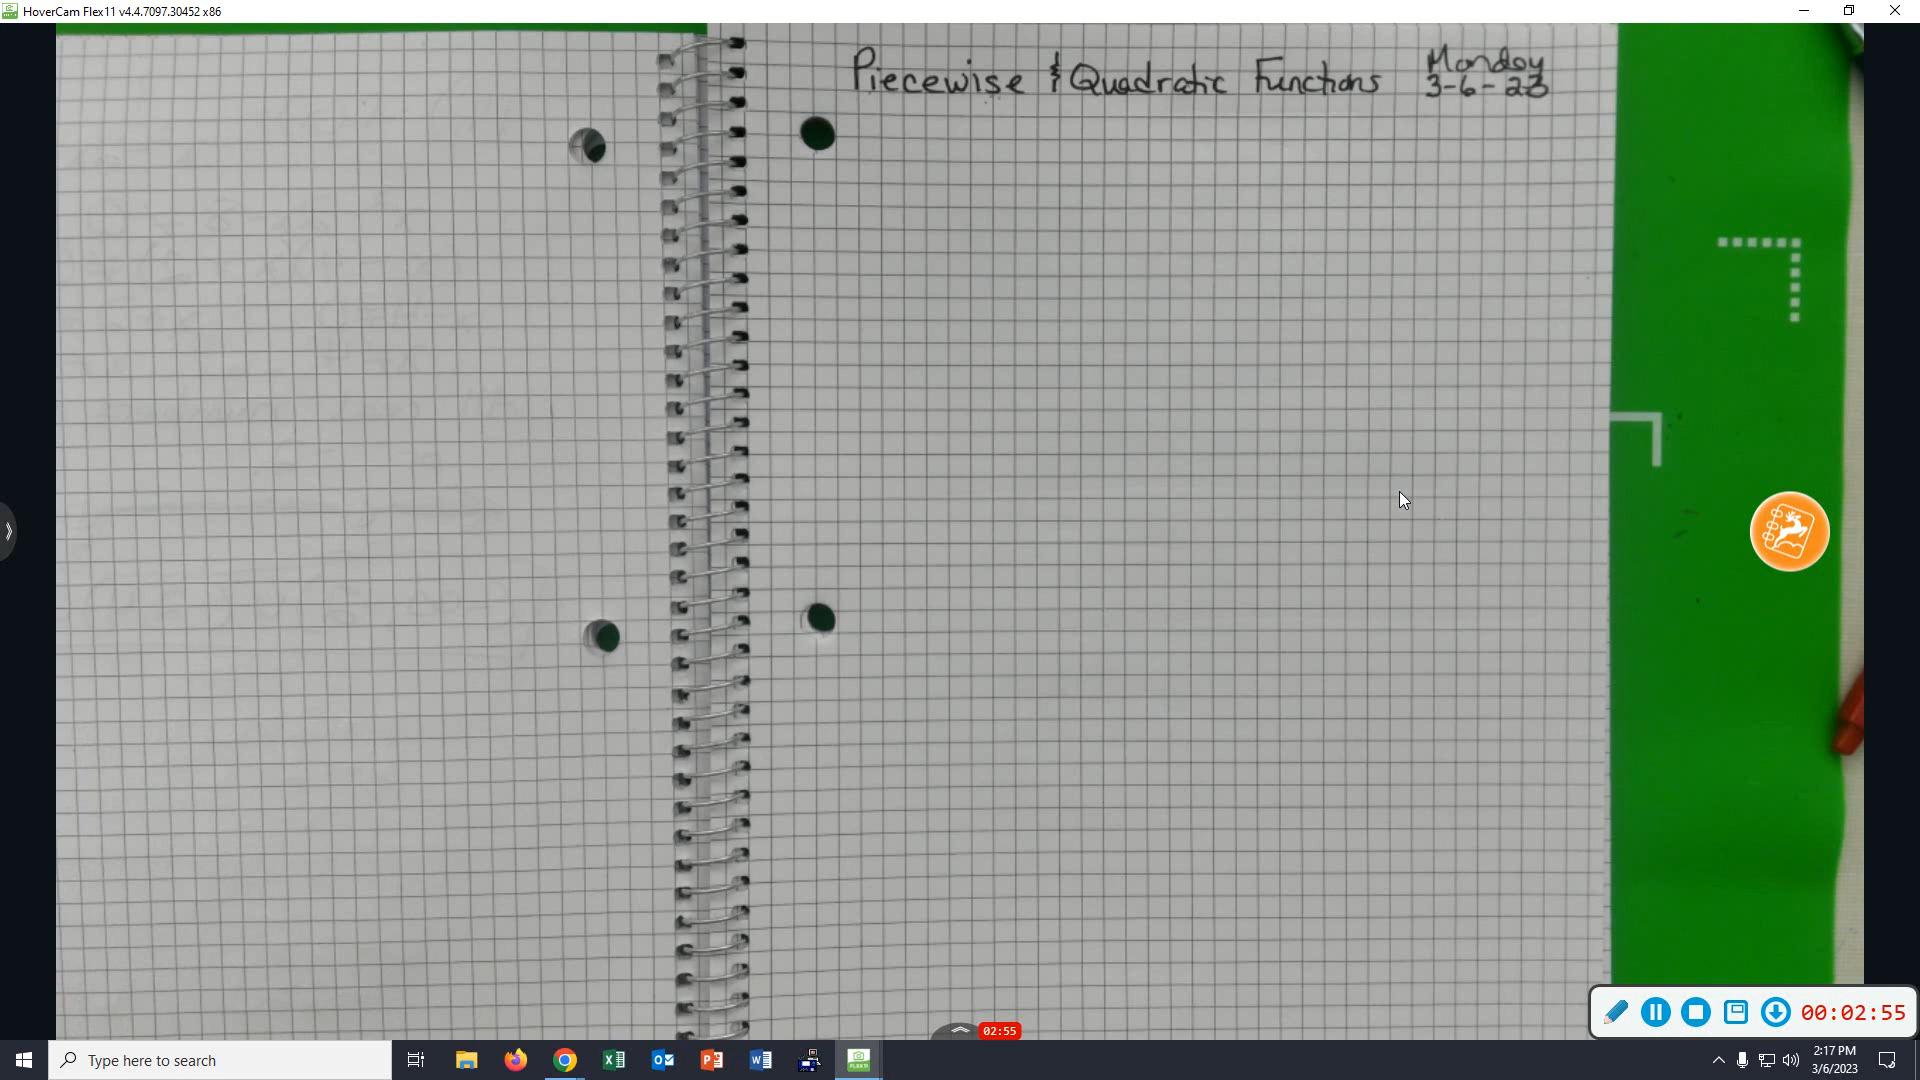 HoverCam Flex11 v4.4.7097.30452 x86
Piecewise & Quadratic Functions
Monday
3-6-23
00:02:55
02:55
Type here to search
FLEX11
2:17 PM
3/6/2023